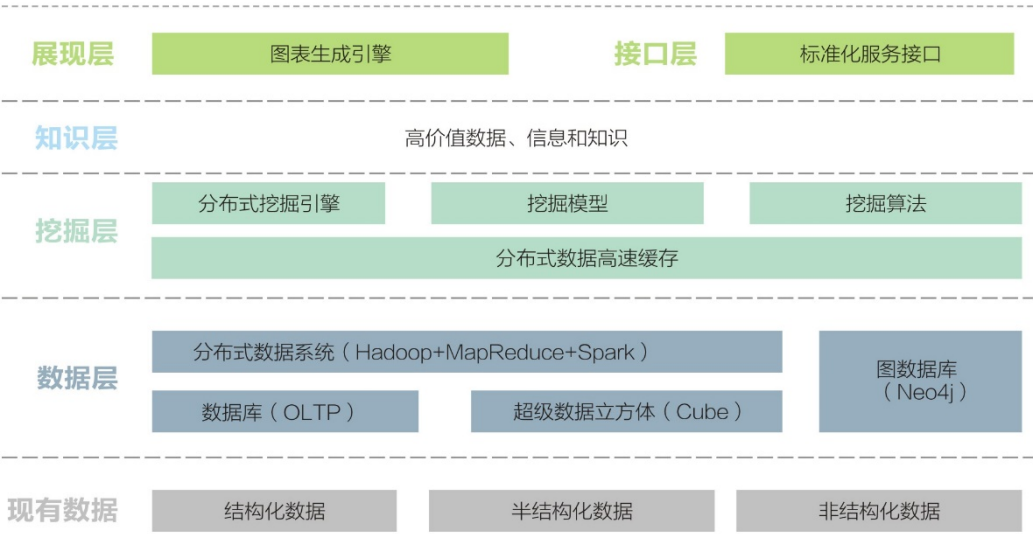 展现层
图表生成引擎
接口层
标准化服务接口
知识层
高价值数据、信息和知识
挖掘层
分布式挖掘引擎
挖掘模型
挖掘算法
分布式数据高速缓存
数据层
分布式数据系统（Hadoop+MapReduce+Spark）
图数据库
（Neo4j）
数据库（OLTP）
超级数据立方体（Cube）
现有数据
结构化数据
半结构化数据
非结构化数据